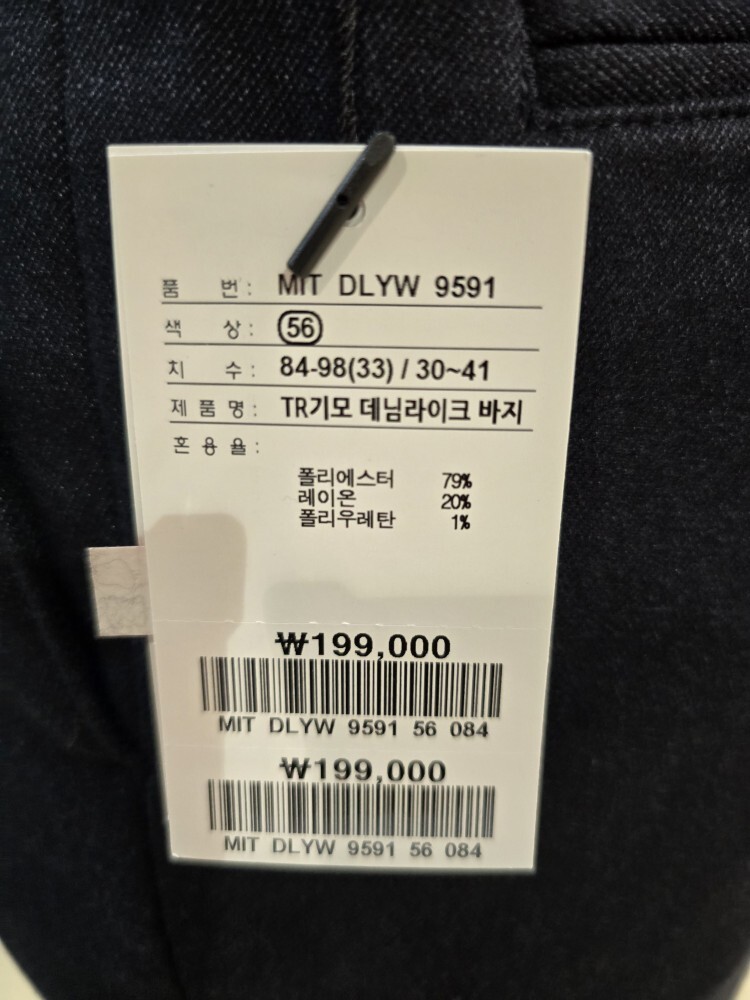 품 번 : MIT DLYW 9591
색 상 : 56
치 수 : 84-98(33) / 30~41
제 품 명 : TR기모 데님라이크 바지
혼 용 율 :
폴리에스터 79%
레이온 20%
폴리우레탄 1%
₩199,000
MIT DLYW 9591 56 084
₩199,000
MIT DLYW 9591 56 084